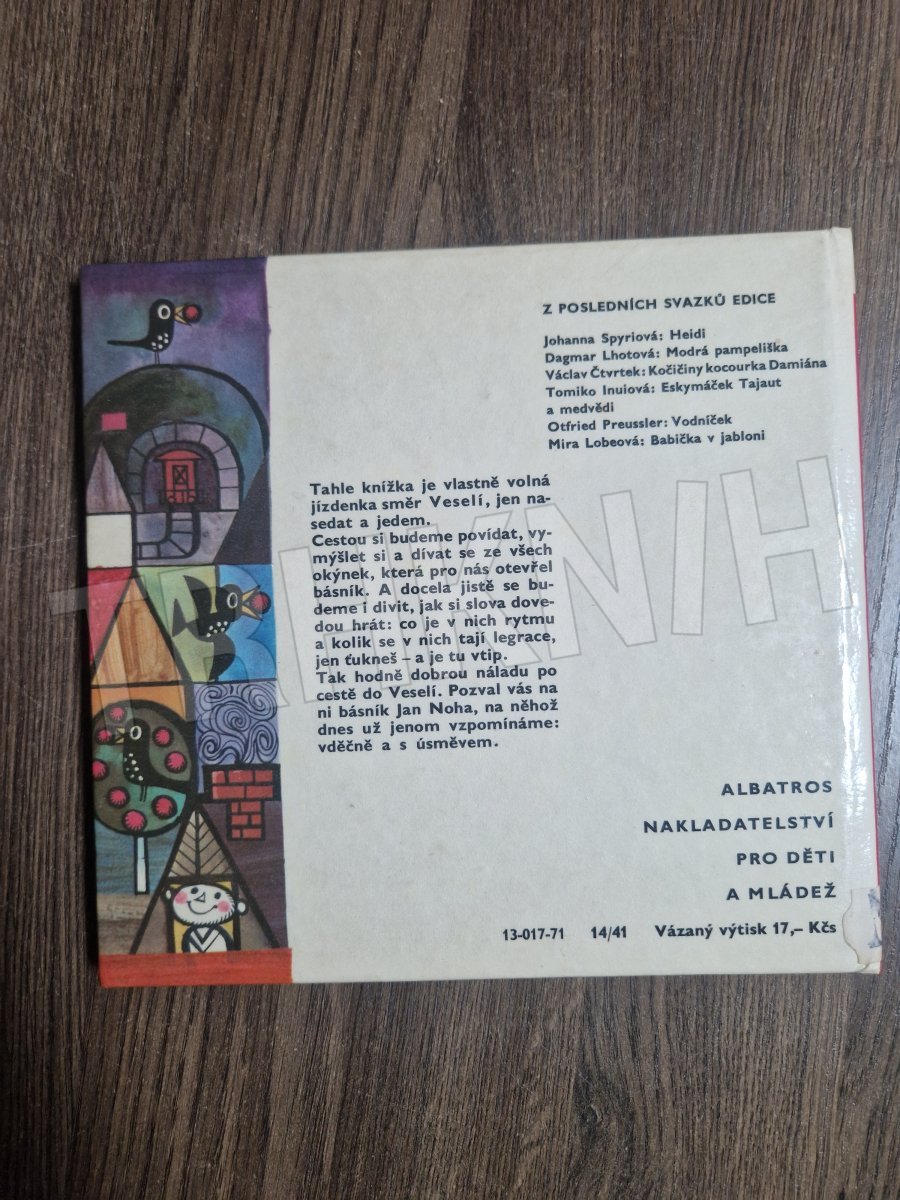 Z POSLEDNÍCH SVAZKŮ EDICE
Johanna Spyriová: Heidi
Dagmar Lhotová: Modrá pampeliška
Václav Čtvrtek: Kočičiny kocourka Damiána
Tomiko Inuiová: Eskymáček Tajaut
a medvědi
Otfried Preussler: Vodníček
Mira Lobeová: Babička v jabloni
Tahle knížka je vlastně volná
jízdenka směr Veselí, jen na-
sedat a jedem.
Cestou si budeme povídat, vy-
mýšlet si a dívat se ze všech
okýnek, která pro nás otevřel
básník. A docela jistě se bu-
deme i divit, jak si slova dove-
dou hrát: co je v nich rytmu
a kolik se v nich tají legrace,
jen ťukneš – a je tu vtip.
Tak hodně dobrou náladu po
cestě do Veselí. Pozval vás na
ni básník Jan Noha, na něhož
dnes už jenom vzpomínáme:
vděčně a s úsměvem.
ALBATROS
NAKLADATELSTVÍ
PRO DĚTI
A MLÁDEŽ
13-017-71 14/41 Vázaný výtisk 17,– Kčs
TRHKNIH